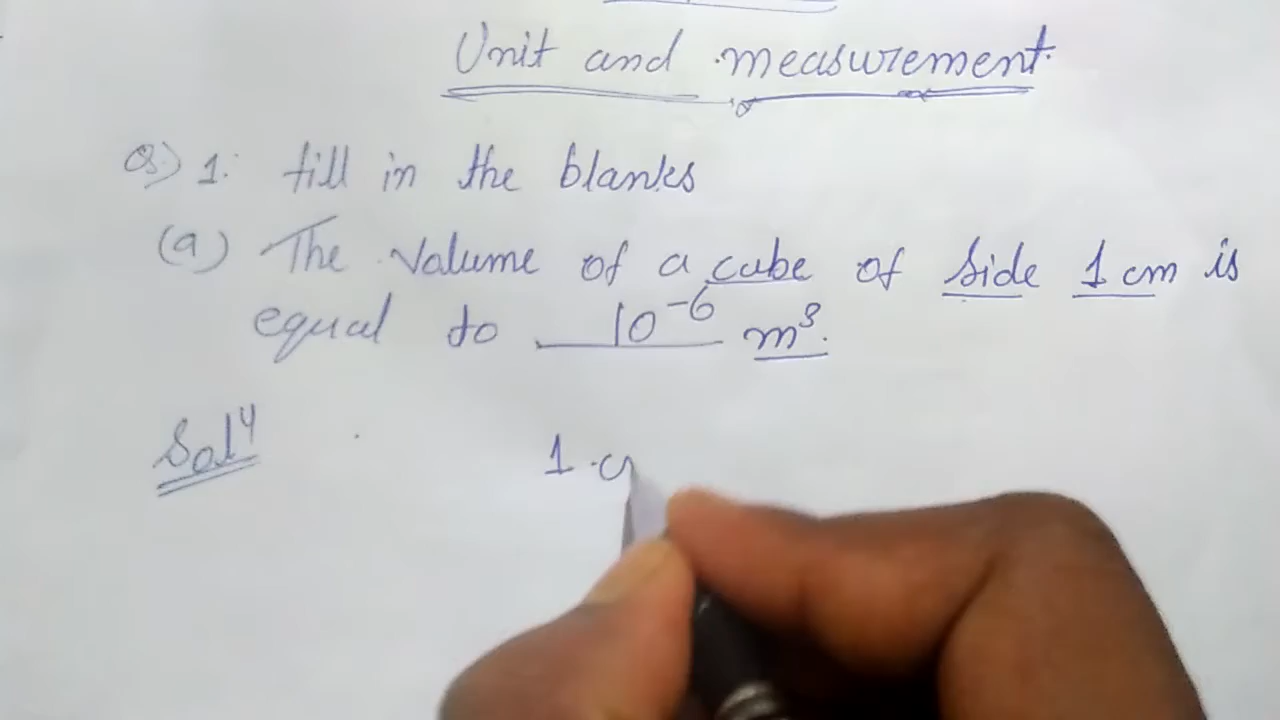 Unit and measurement.
Q) 1. fill in the blanks
(a) The Volume of a cube of side 1 cm is
equal to 10⁻⁶ m³.
Solⁿ
1 c